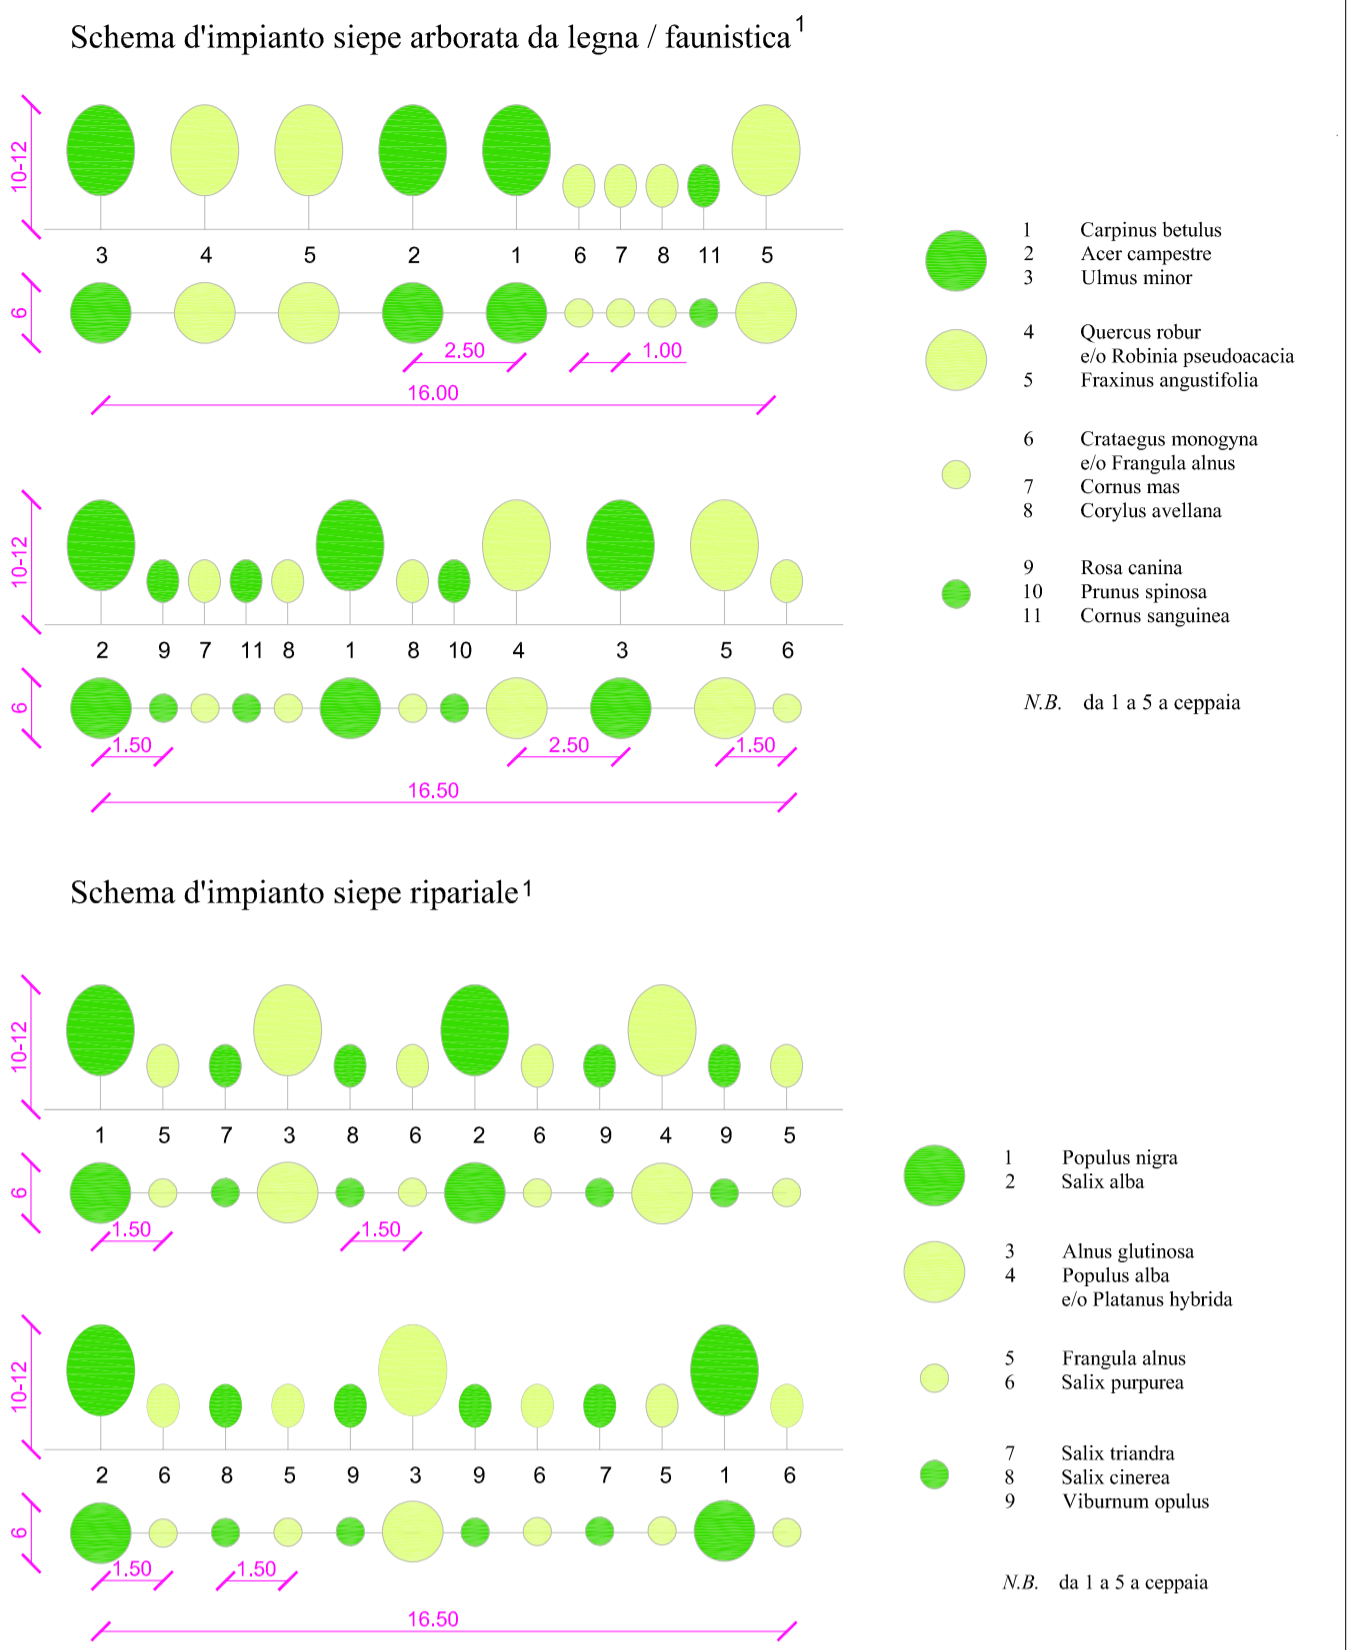 Schema d'impianto siepe arborata da legna / faunistica 1
10-12
3 4 5 2 1 6 7 8 11 5
6
2.50 1.00
16.00
1 Carpinus betulus
2 Acer campestre
3 Ulmus minor
4 Quercus robur
e/o Robinia pseudoacacia
5 Fraxinus angustifolia
6 Crataegus monogyna
e/o Frangula alnus
7 Cornus mas
8 Corylus avellana
9 Rosa canina
10 Prunus spinosa
11 Cornus sanguinea
N.B. da 1 a 5 a ceppaia
10-12
2 9 7 11 8 1 8 10 4 3 5 6
6
1.50 2.50 1.50
16.50
Schema d'impianto siepe ripariale 1
10-12
1 5 7 3 8 6 2 6 9 4 9 5
6
1.50 1.50
1 Populus nigra
2 Salix alba
3 Alnus glutinosa
4 Populus alba
e/o Platanus hybrida
5 Frangula alnus
6 Salix purpurea
7 Salix triandra
8 Salix cinerea
9 Viburnum opulus
N.B. da 1 a 5 a ceppaia
10-12
2 6 8 5 9 3 9 6 7 5 1 6
6
1.50 1.50
16.50